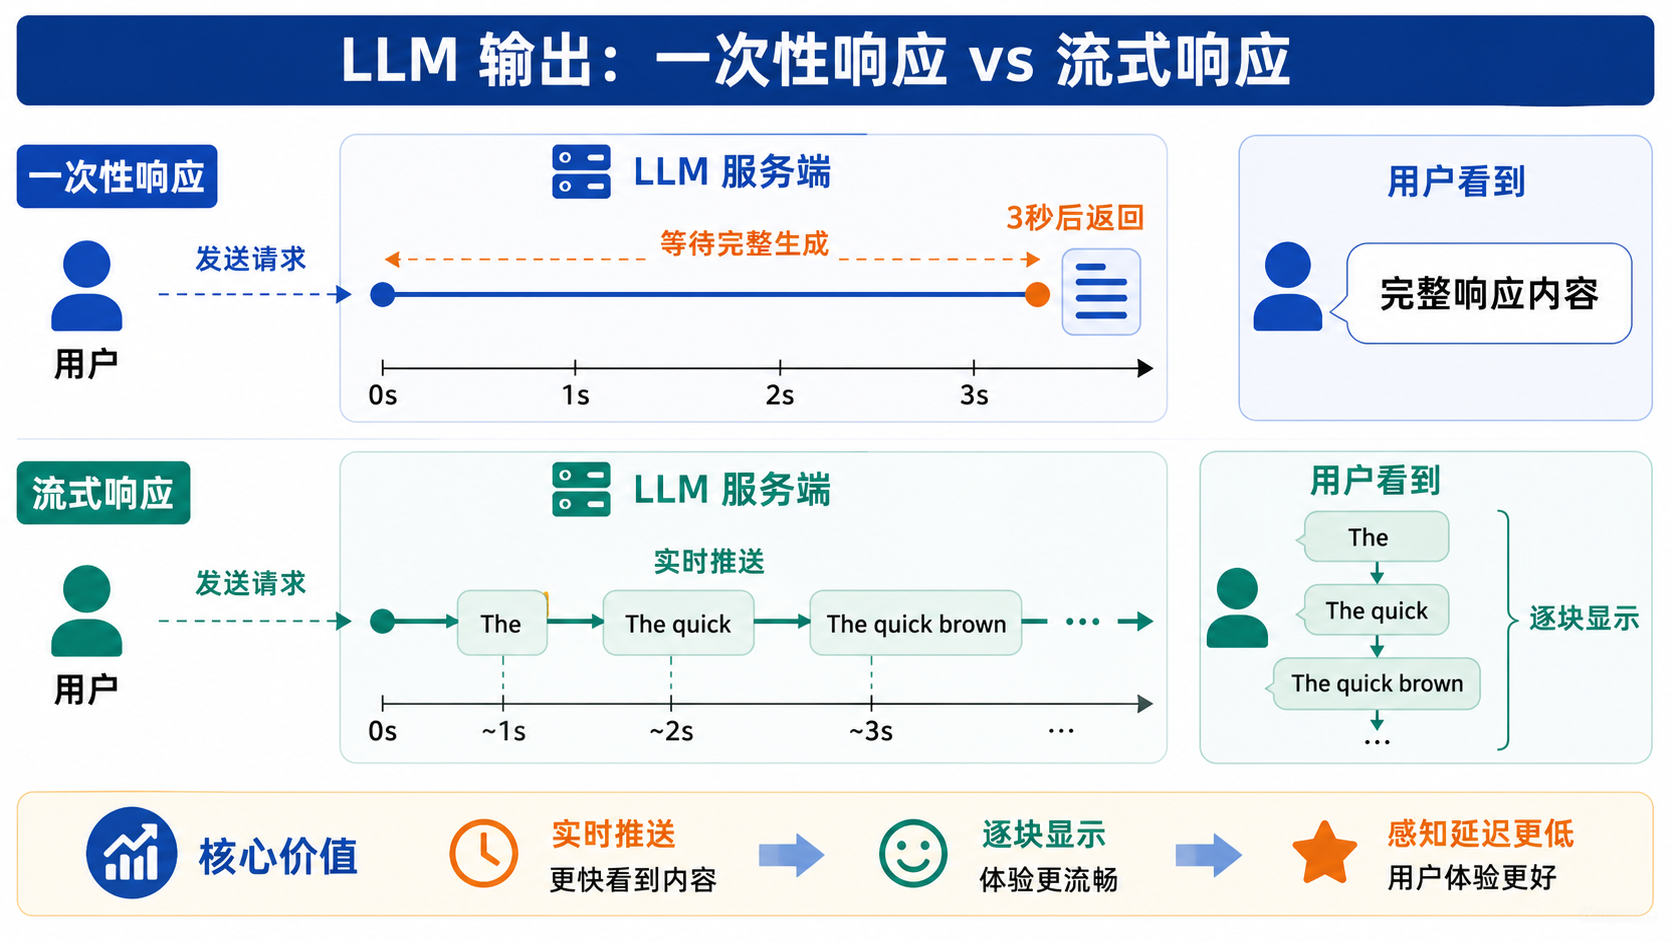 LLM 输出：一次性响应 vs 流式响应
一次性响应
用户
发送请求
LLM 服务端
等待完整生成
3秒后返回
0s
1s
2s
3s
用户看到
完整响应内容
流式响应
用户
发送请求
LLM 服务端
实时推送
The
The quick
The quick brown
...
0s
~1s
~2s
~3s
...
用户看到
The
The quick
The quick brown
...
逐块显示
核心价值
实时推送
更快看到内容
逐块显示
体验更流畅
感知延迟更低
用户体验更好